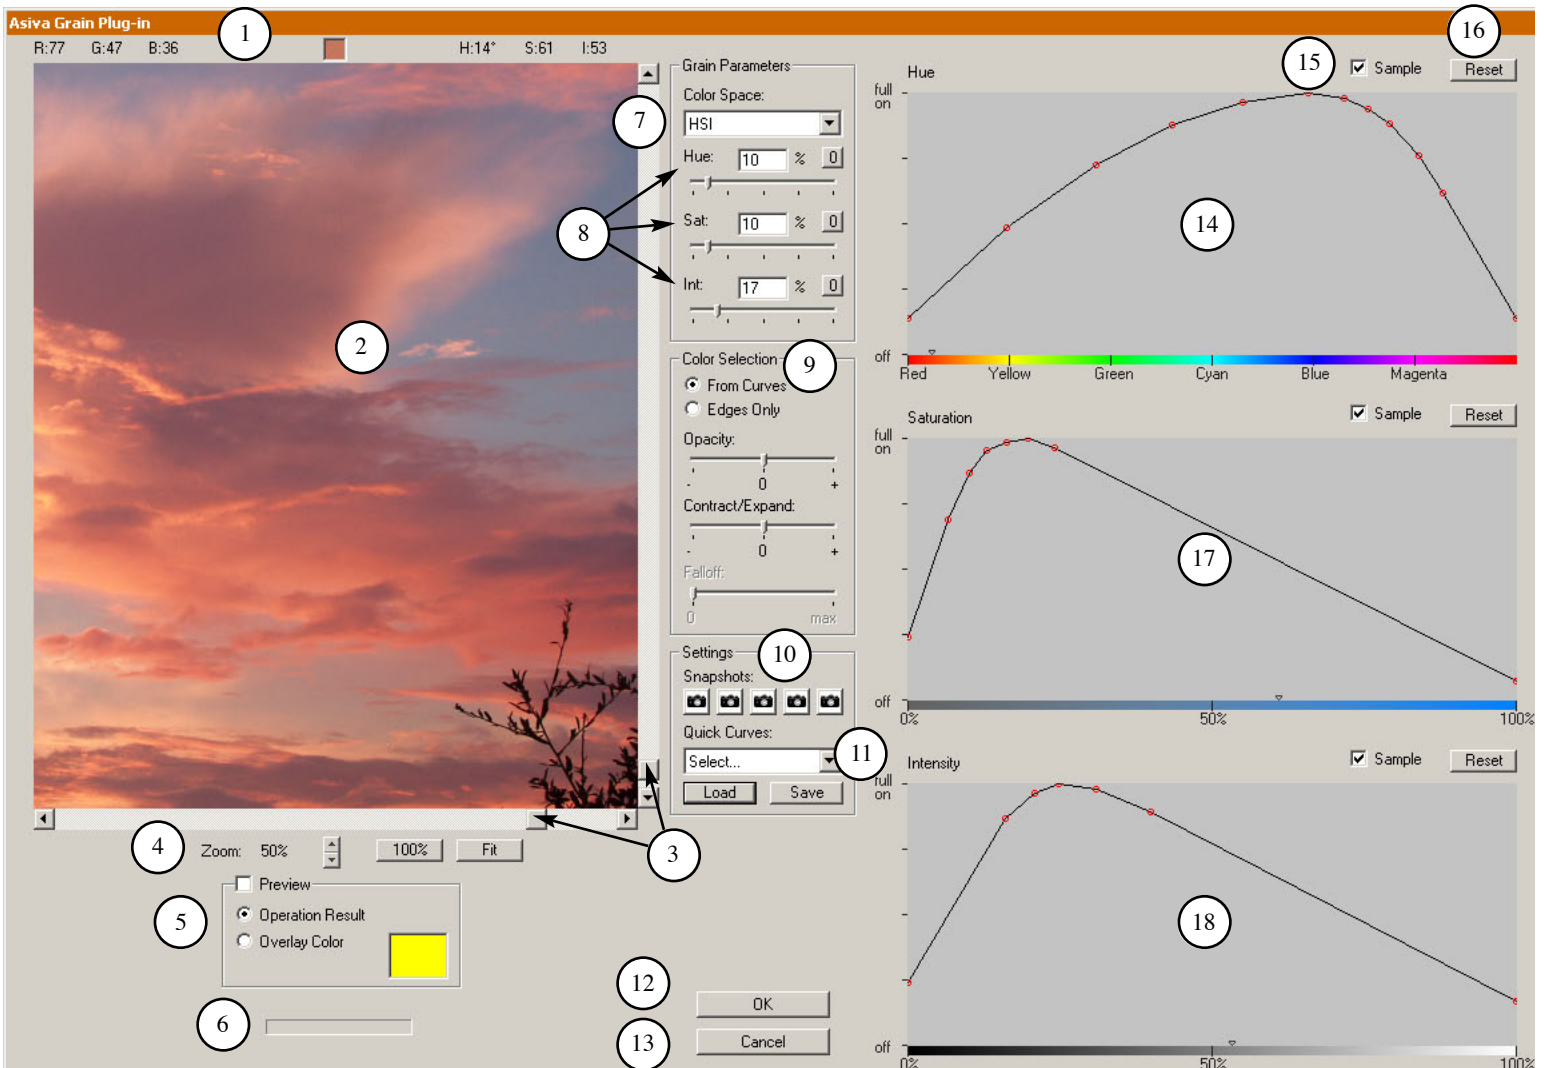 Asiva Grain Plug-in
1
16
R:77 G:47 B:36 H:14° S:61 I:53
2
3
4
Zoom: 50% 100% Fit
5
Preview
Operation Result
Overlay Color
6
7
Grain Parameters
Color Space:
HSI
Hue: 10 % 0
8
Sat: 10 % 0
Int: 17 % 0
Color Selection
9
From Curves
Edges Only
Opacity:
- 0 +
Contract/Expand:
- 0 +
Falloff:
0 max
Settings
10
Snapshots:
Quick Curves:
11
Select...
Load Save
12
OK
13
Cancel
Hue
15
Sample Reset
full
on
14
off
Red Yellow Green Cyan Blue Magenta
Saturation
Sample Reset
full
on
17
off
0% 50% 100%
Intensity
Sample Reset
full
on
18
off
0% 50% 100%